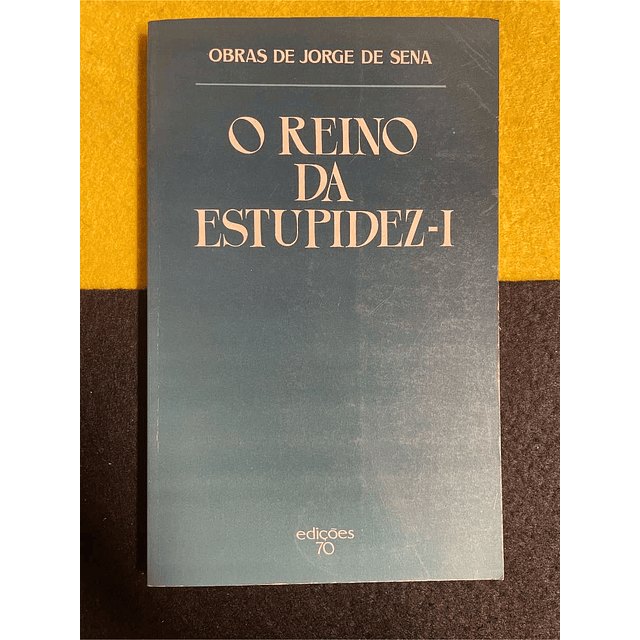 OBRAS DE JORGE DE SENA
O REINO
DA
ESTUPIDEZ-I
edições
70